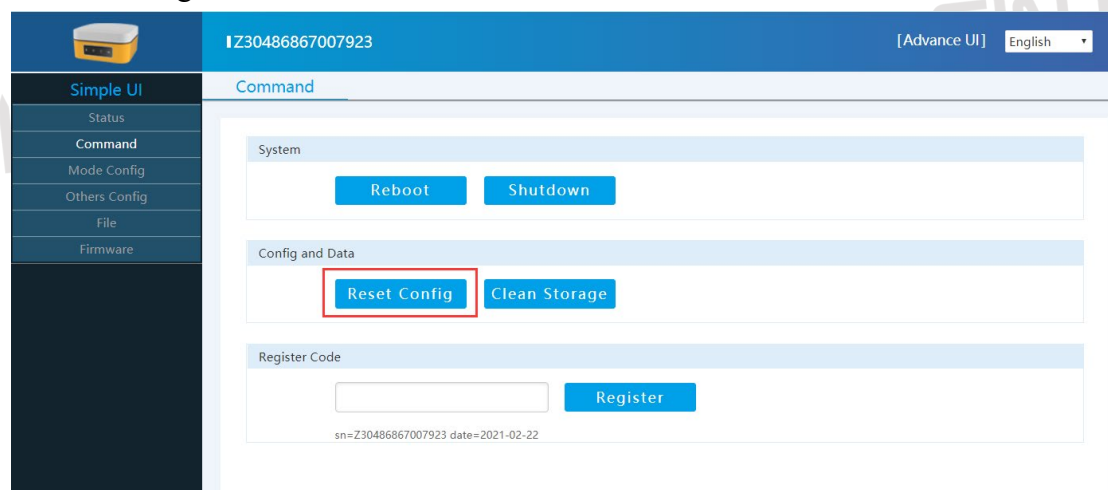 Z30486867007923
[Advance UI]
English
Simple UI
Status
Command
Mode Config
Others Config
File
Firmware
Command
System
Reboot
Shutdown
Config and Data
Reset Config
Clean Storage
Register Code
Register
sn=Z30486867007923 date=2021-02-22